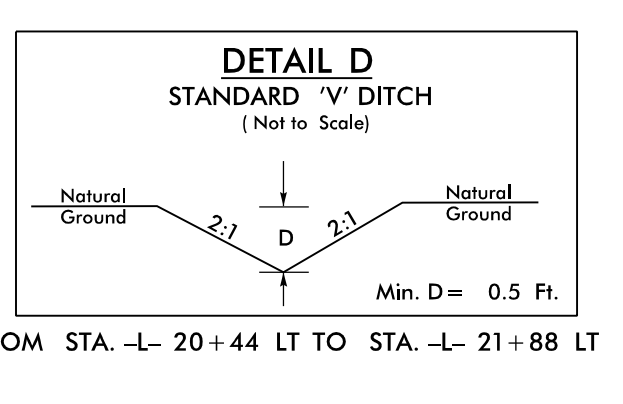 DETAIL D
STANDARD 'V' DITCH
( Not to Scale)
Natural
Ground
2:1
D
2:1
Natural
Ground
Min. D = 0.5 Ft.
OM STA. –L– 20+44 LT TO STA. –L– 21+88 LT